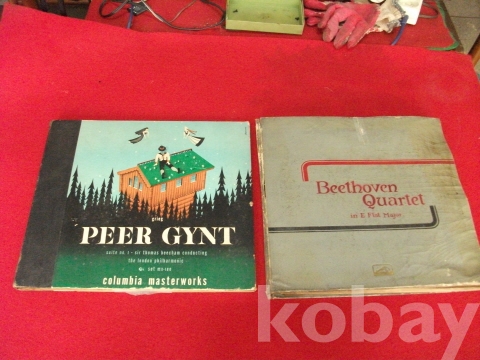 grieg
PEER GYNT
suite no. 1 - sir thomas beecham conducting
the london philharmonic
columbia masterworks
Beethoven
Quartet
in E Flat Major
kobay